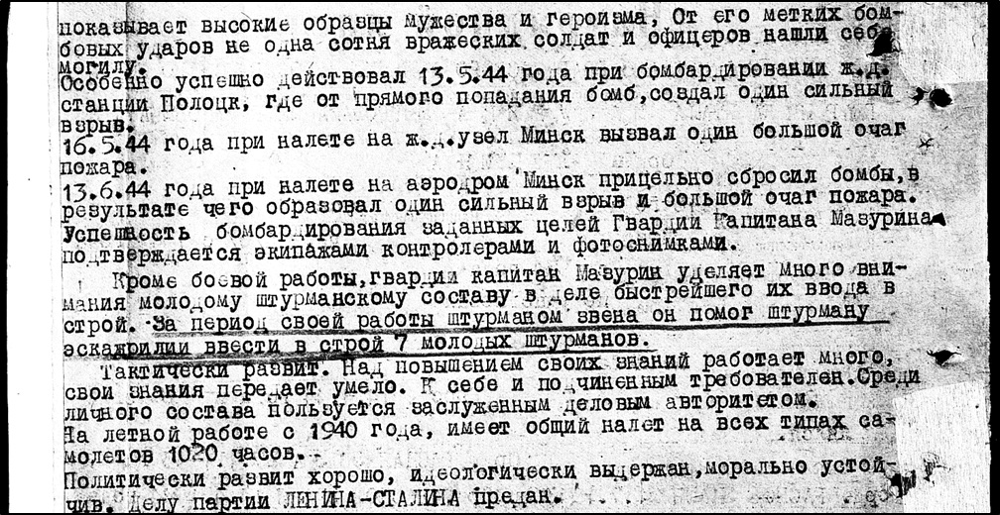 показывает высокие образцы мужества и героизма, От его метких бом-
бовых ударов не одна сотня вражеских солдат и офицеров нашли себе
могилу.
Особенно успешно действовал 13.5.44 года при бомбардировании ж.д.
станции Полоцк, где от прямого попадания бомб,создал один сильный
взрыв.
16.5.44 года при налете на ж.д.узел Минск вызвал один большой очаг
пожара.
13.6.44 года при налете на аэродром Минск прицельно сбросил бомбы,в
результате чего образовал один сильный взрыв и большой очаг пожара.
Успешность бомбардирования заданных целей Гвардии Капитана Мазурина
подтверждается экипажами контролерами и фотоснимками.
Кроме боевой работы,гвардии капитан Мазурин уделяет много вни-
мания молодому штурманскому составу в деле быстрейшего их ввода в
строй. За период своей работы штурманом звена он помог штурману
эскадрилии ввести в строй 7 молодых штурманов.
Тактически развит. Над повышением своих знаний работает много,
свои знания передает умело. К себе и подчиненным требователен.Среди
личного состава пользуется заслуженным деловым авторитетом.
На летной работе с 1940 года, имеет общий налет на всех типах са-
молетов 1020 часов.
Политически развит хорошо, идеологически выдержан,морально устой-
чив. Делу партии ЛЕНИНА-СТАЛИНА предан.